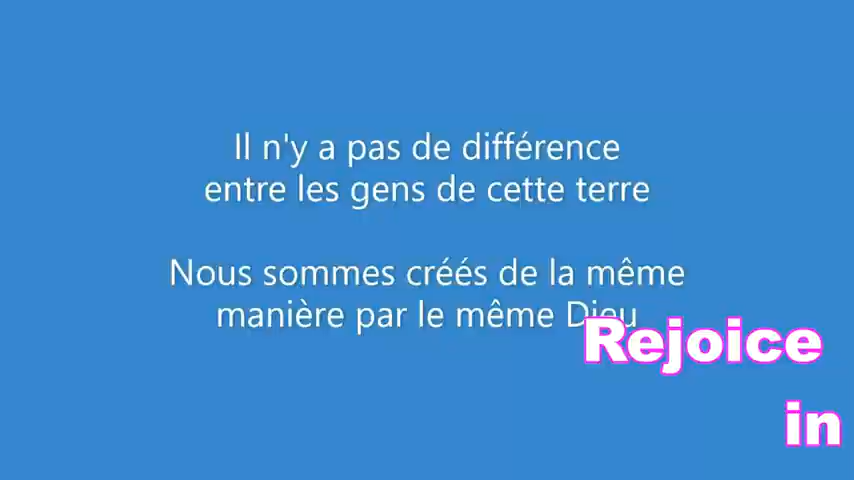 Il n'y a pas de différence
entre les gens de cette terre
Nous sommes créés de la même
manière par le même Dieu
Rejoice
in